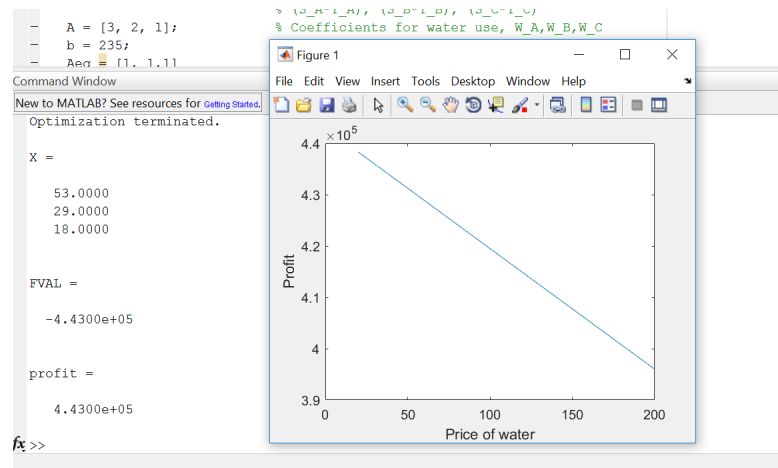 % (S_A*Y_A), (S_B*Y_B), (S_C*Y_C)
A = [3, 2, 1]; % Coefficients for water use, W_A,W_B,W_C
b = 235;
Aeq = [1, 1,1]
Figure 1
File Edit View Insert Tools Desktop Window Help
Command Window
New to MATLAB? See resources for Getting Started.
Optimization terminated.
X =
53.0000
29.0000
18.0000
FVAL =
-4.4300e+05
profit =
4.4300e+05
fx >>
×10^5
4.4
4.3
4.2
4.1
4
3.9
Profit
0 50 100 150 200
Price of water